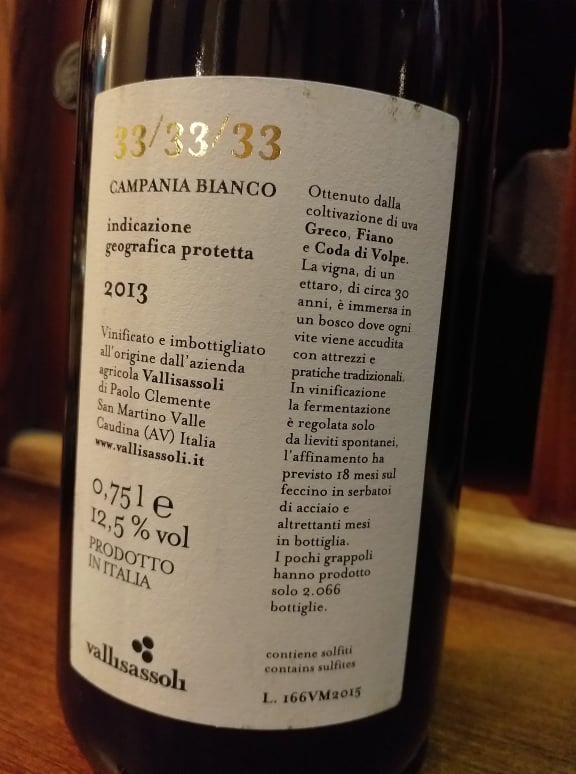 33/33/33
CAMPANIA BIANCO
indicazione
geografica protetta
2013
Vinificato e imbottigliato
all'origine dall'azienda
agricola Vallisassoli
di Paolo Clemente
San Martino Valle
Caudina (AV) Italia
www.vallisassoli.it
0,75 l e
12,5 % vol
PRODOTTO
IN ITALIA
vallisassoli
Ottenuto dalla
coltivazione di uva
Greco, Fiano
e Coda di Volpe.
La vigna, di un
ettaro, di circa 30
anni, è immersa in
un bosco dove ogni
vite viene accudita
con attrezzi e
pratiche tradizionali.
In vinificazione
la fermentazione
è regolata solo
da lieviti spontanei,
l'affinamento ha
previsto 18 mesi sul
feccino in serbatoi
di acciaio e
altrettanti mesi
in bottiglia.
I pochi grappoli
hanno prodotto
solo 2.066
bottiglie.
contiene solfiti
contains sulfites
L. 166VM2015